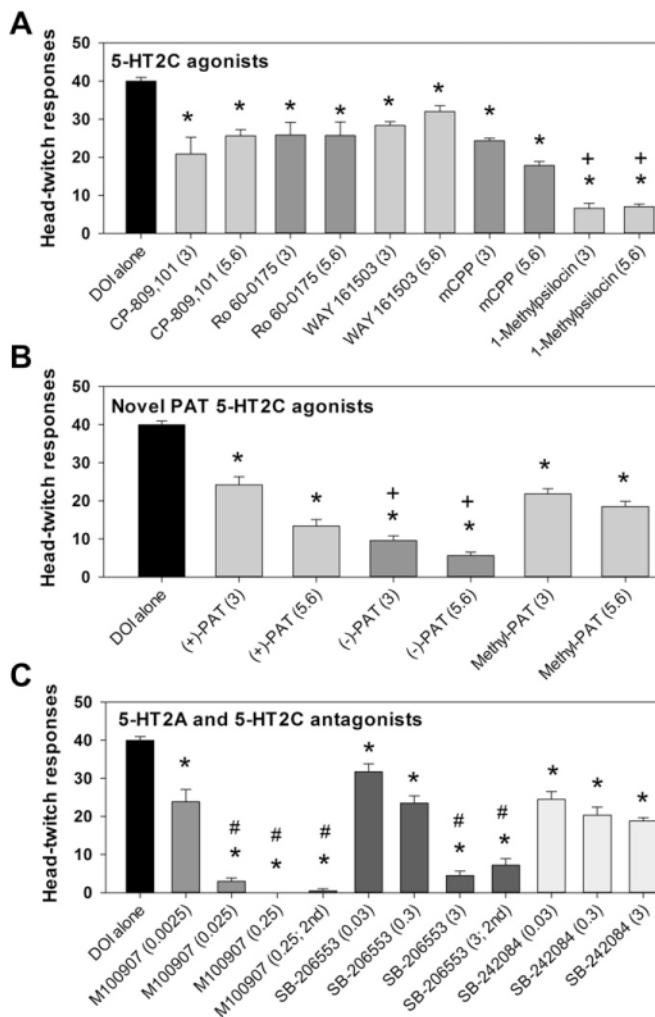 A
5-HT2C agonists
Head-twitch responses
50
40
30
20
10
0
* * * * * * * * + * + *
DOI alone
CP-809,101 (3)
CP-809,101 (5.6)
Ro 60-0175 (3)
Ro 60-0175 (5.6)
WAY 161503 (3)
WAY 161503 (5.6)
mCPP (3)
mCPP (5.6)
1-Methylpsilocin (3)
1-Methylpsilocin (5.6)
B
Novel PAT 5-HT2C agonists
Head-twitch responses
50
40
30
20
10
0
* * + * + * * *
DOI alone
(+)-PAT (3)
(+)-PAT (5.6)
(-)-PAT (3)
(-)-PAT (5.6)
Methyl-PAT (3)
Methyl-PAT (5.6)
C
5-HT2A and 5-HT2C antagonists
Head-twitch responses
50
40
30
20
10
0
* # * # * # * * * # * # * * * *
DOI alone
M100907 (0.0025)
M100907 (0.025)
M100907 (0.25)
M100907 (0.25; 2nd)
SB-206553 (0.03)
SB-206553 (0.3)
SB-206553 (3)
SB-206553 (3; 2nd)
SB-242084 (0.03)
SB-242084 (0.3)
SB-242084 (3)